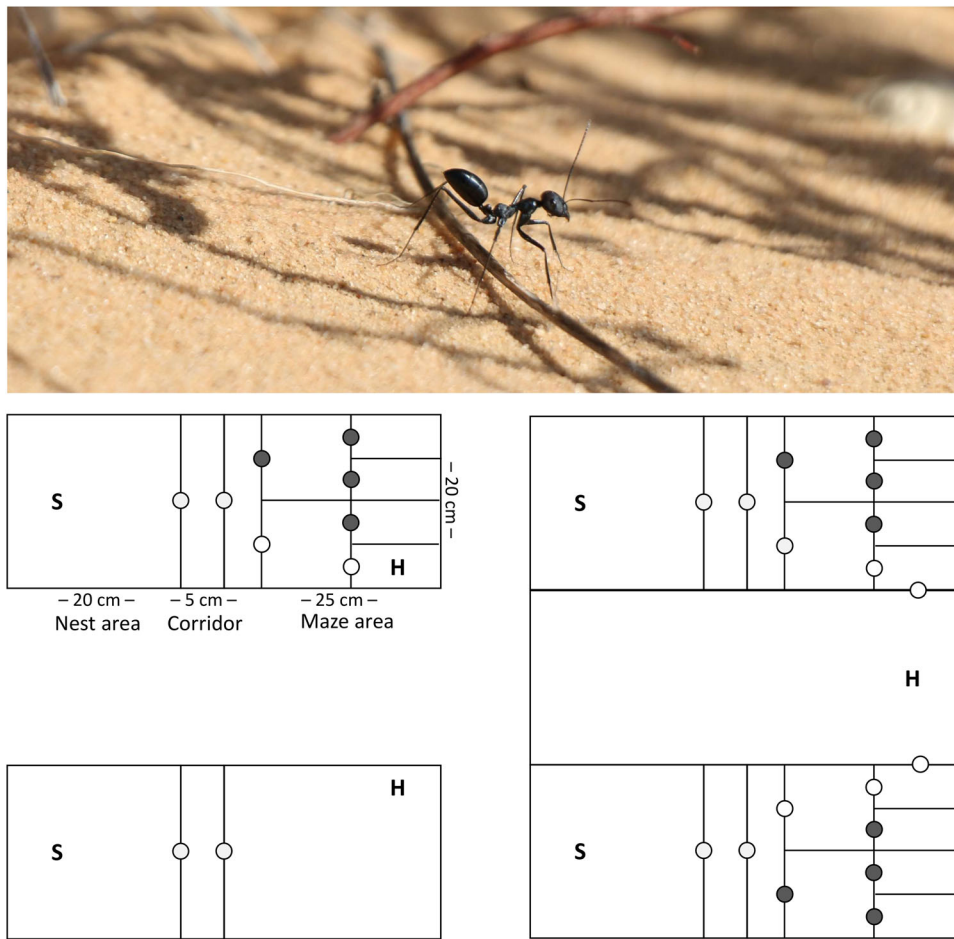 S
H
– 20 cm –
– 20 cm –
– 5 cm –
– 25 cm –
Nest area
Corridor
Maze area
S
H
S
H
S